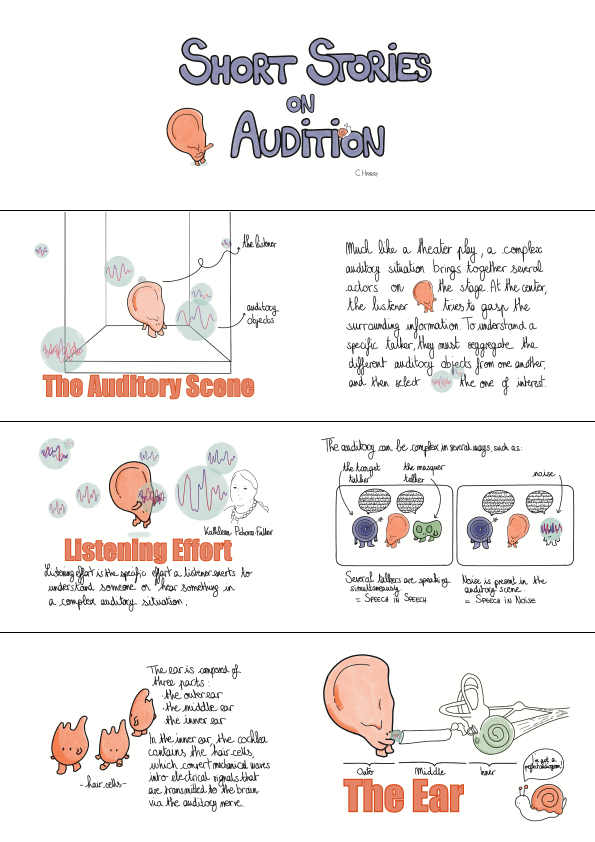 SHORT STORIES
ON
AUDITION
the listener
auditory
objects
The Auditory Scene
Much like a theater play, a complex
auditory situation brings together several
actors on the stage. At the center,
the listener tries to gasp the
surrounding information. To understand a
specific talker, they must seggregate the
different auditory objects from one another,
and then select the one of interest.
Kathleen Pichora-Fuller
Listening Effort
Listening effort is the specific effort a listener exerts to
understand someone or hear something in
a complex auditory situation.
The auditory can be complex in several ways, such as:
the target
talker
the masquer
talker
noise
Several talkers are speaking
simultaneously
= SPEECH IN SPEECH
Noise is present in the
auditory scene
= SPEECH IN NOISE
The ear is composed of
three parts:
· the outer ear
· the middle ear
· the inner ear
In the inner ear, the cochlea
contains the hair cells,
which convert mechanical waves
into electrical signals that
are transmitted to the brain
via the auditory nerve.
- hair cells -
Outer
Middle
Inner
The Ear